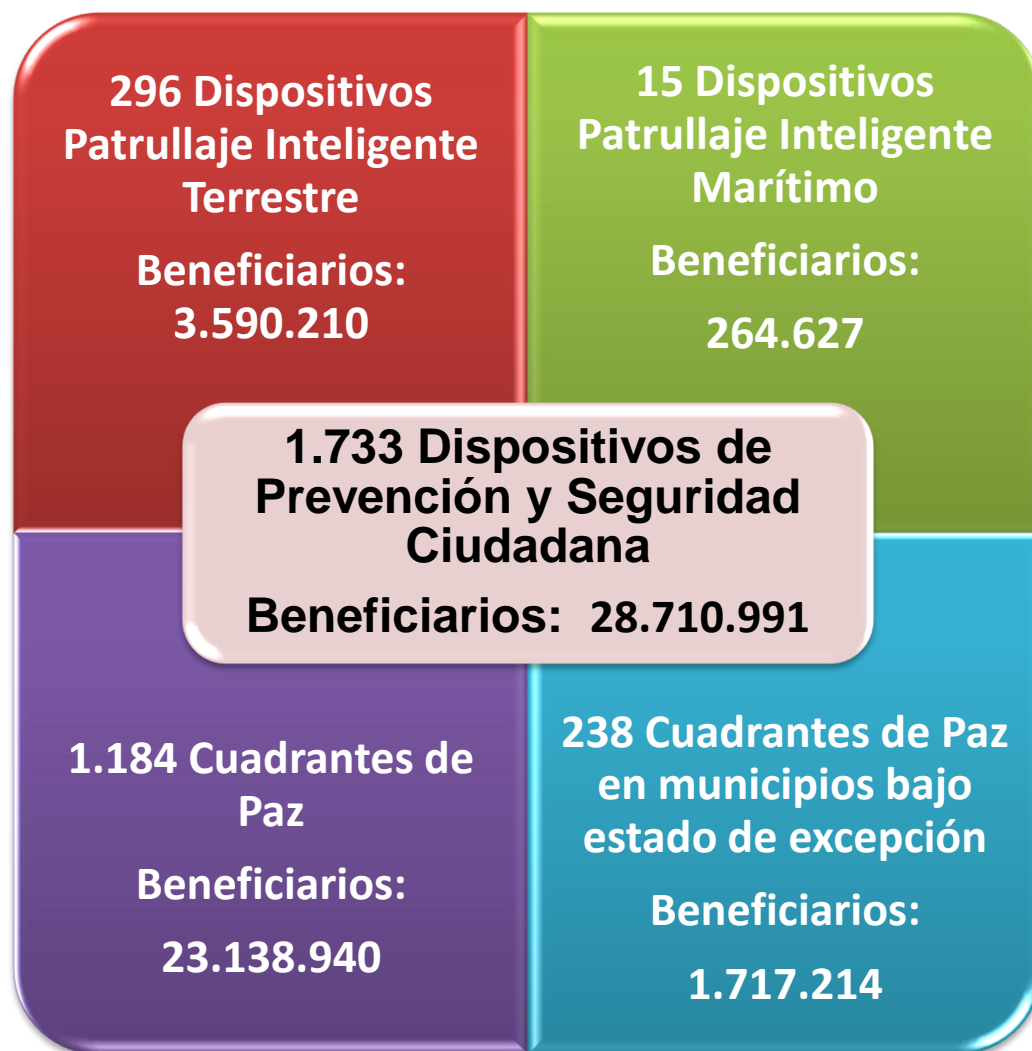 296 Dispositivos
Patrullaje Inteligente
Terrestre
Beneficiarios:
3.590.210
15 Dispositivos
Patrullaje Inteligente
Marítimo
Beneficiarios:
264.627
1.733 Dispositivos de
Prevención y Seguridad
Ciudadana
Beneficiarios: 28.710.991
1.184 Cuadrantes de
Paz
Beneficiarios:
23.138.940
238 Cuadrantes de Paz
en municipios bajo
estado de excepción
Beneficiarios:
1.717.214